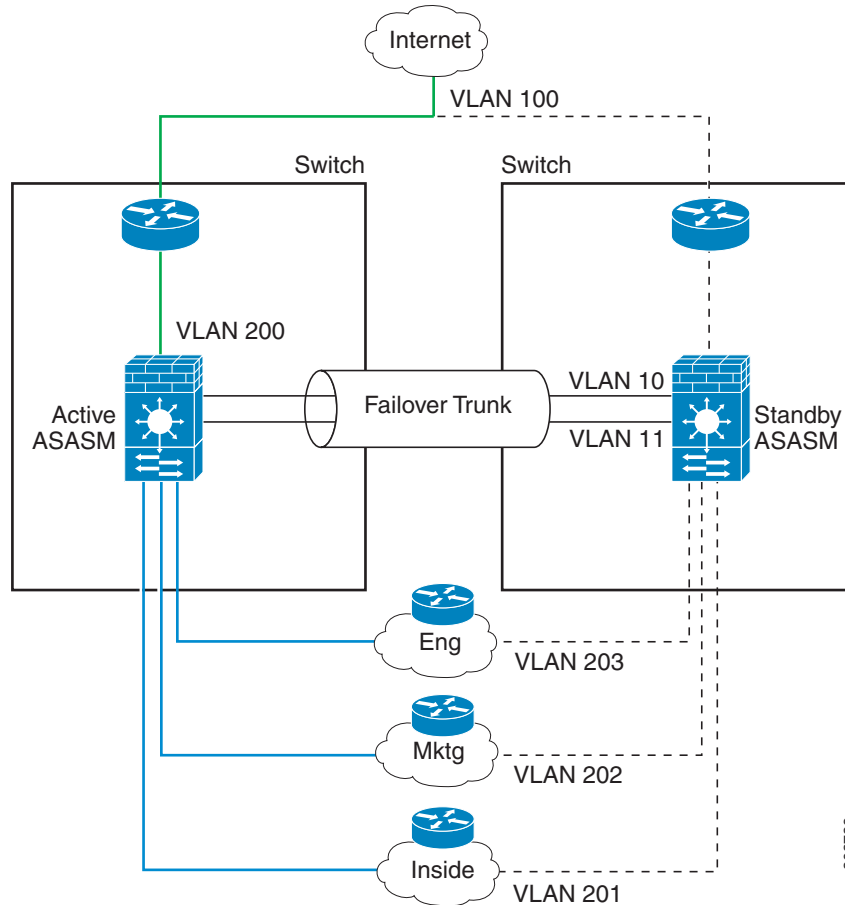 Internet
VLAN 100
Switch
Switch
VLAN 200
Active
ASASM
Failover Trunk
VLAN 10
VLAN 11
Standby
ASASM
Eng
VLAN 203
Mktg
VLAN 202
Inside
VLAN 201